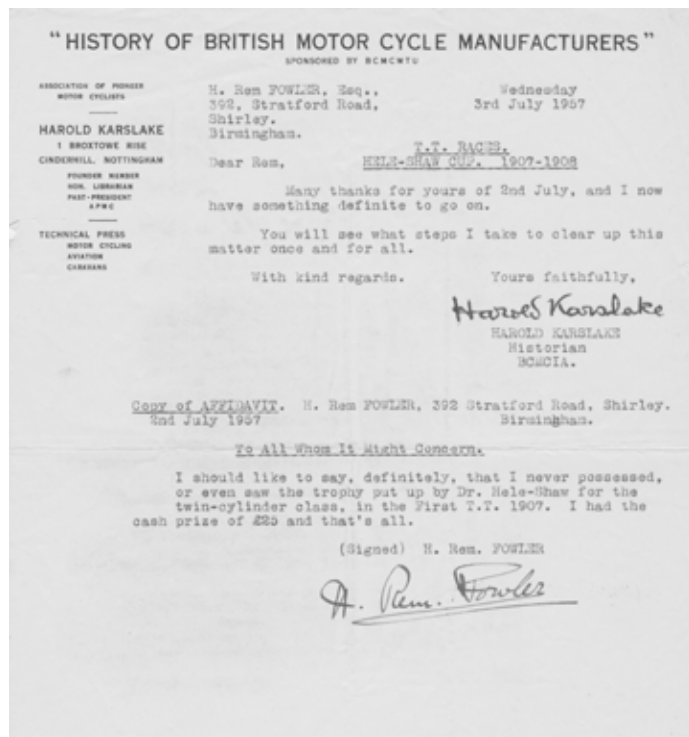 "HISTORY OF BRITISH MOTOR CYCLE MANUFACTURERS"
SPONSORED BY BCMCMTU
ASSOCIATION OF PIONEER
MOTOR CYCLISTS
HAROLD KARSLAKE
1 BROXTOWE RISE
CINDERHILL, NOTTINGHAM
FOUNDER MEMBER
HON. LIBRARIAN
PAST-PRESIDENT
APMC
TECHNICAL PRESS
MOTOR CYCLING
AVIATION
CARAVANS
H. Rem FOWLER, Esq., Wednesday
392, Stratford Road, 3rd July 1957
Shirley.
Birmingham.
T.T. RACES.
Dear Rem, HELE-SHAW CUP. 1907-1908
Many thanks for yours of 2nd July, and I now
have something definite to go on.
You will see what steps I take to clear up this
matter once and for all.
With kind regards. Yours faithfully,
Harold Karslake
HAROLD KARSLAKE
Historian
BCMCIA.
Copy of AFFIDAVIT. H. Rem FOWLER, 392 Stratford Road, Shirley.
2nd July 1957 Birmingham.
To All Whom It Might Concern.
I should like to say, definitely, that I never possessed,
or even saw the trophy put up by Dr. Hele-Shaw for the
twin-cylinder class, in the First T.T. 1907. I had the
cash prize of £25 and that's all.
(Signed) H. Rem. FOWLER
H. Rem. Fowler